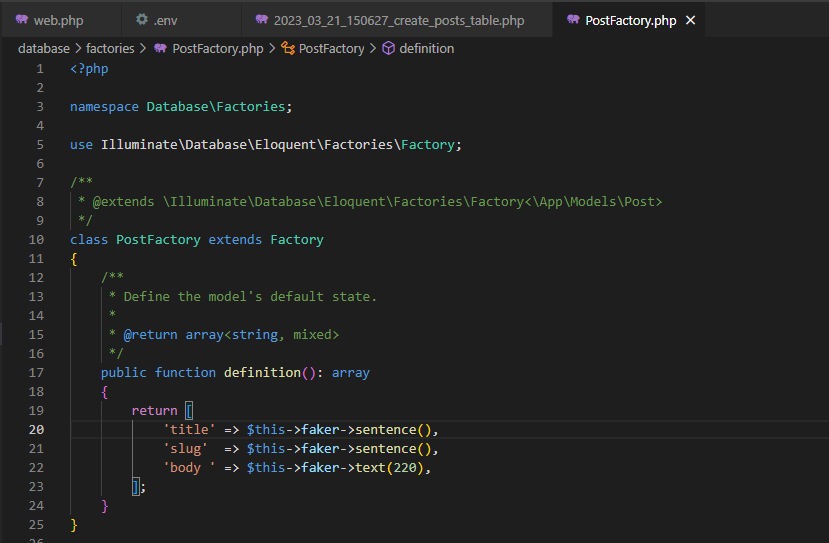 web.php .env 2023_03_21_150627_create_posts_table.php PostFactory.php ×
database > factories > PostFactory.php > PostFactory > definition
1 <?php
2
3 namespace Database\Factories;
4
5 use Illuminate\Database\Eloquent\Factories\Factory;
6
7 /**
8 * @extends \Illuminate\Database\Eloquent\Factories\Factory<\App\Models\Post>
9 */
10 class PostFactory extends Factory
11 {
12 /**
13 * Define the model's default state.
14 *
15 * @return array<string, mixed>
16 */
17 public function definition(): array
18 {
19 return [
20 'title' => $this->faker->sentence(),
21 'slug'  => $this->faker->sentence(),
22 'body ' => $this->faker->text(220),
23 ];
24 }
25 }
26